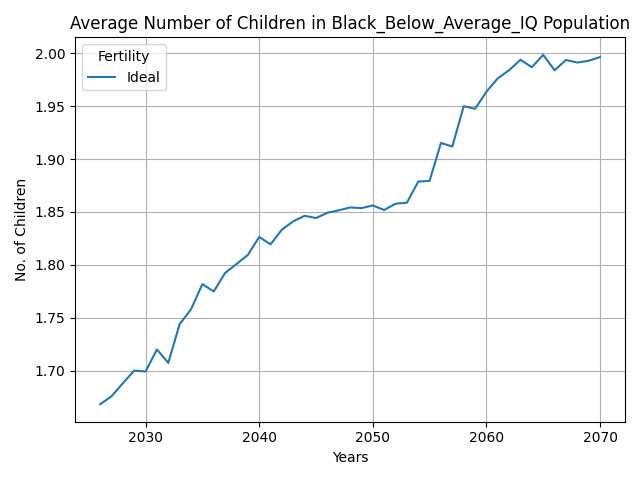 Average Number of Children in Black_Below_Average_IQ Population
Fertility
Ideal
No. of Children
2.00
1.95
1.90
1.85
1.80
1.75
1.70
2030 2040 2050 2060 2070
Years